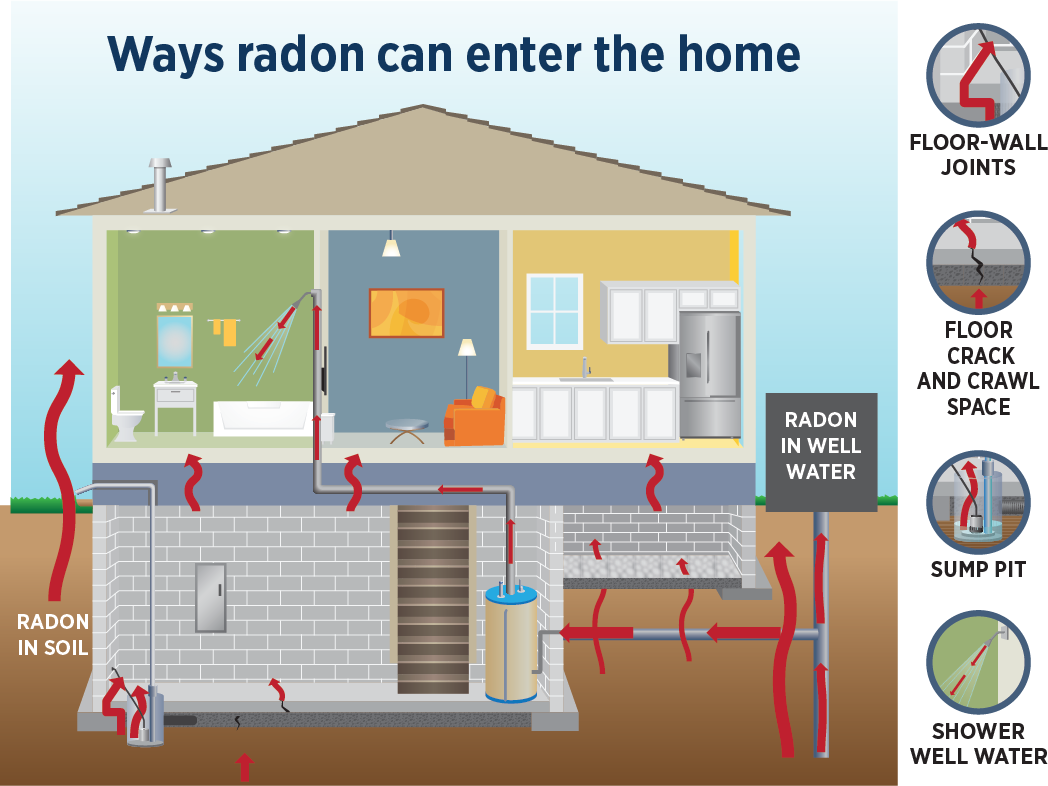 Ways radon can enter the home
FLOOR-WALL
JOINTS
FLOOR
CRACK
AND CRAWL
SPACE
RADON
IN WELL
WATER
SUMP PIT
RADON
IN SOIL
SHOWER
WELL WATER